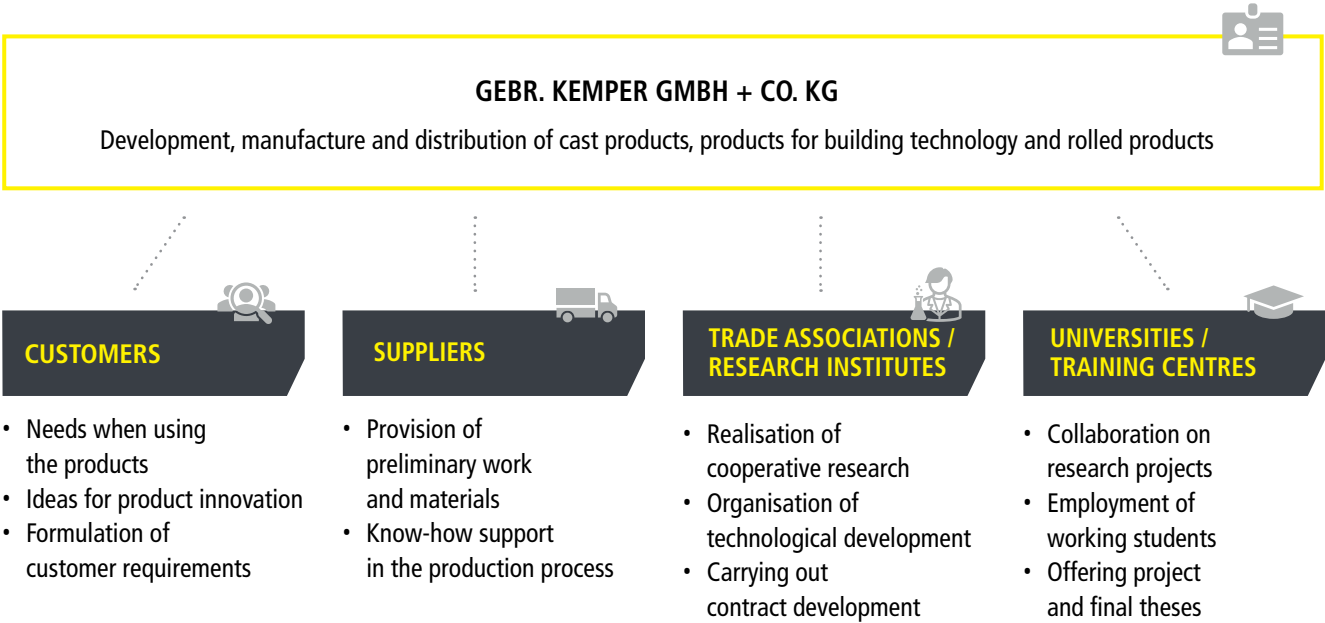 GEBR. KEMPER GMBH + CO. KG
Development, manufacture and distribution of cast products, products for building technology and rolled products
CUSTOMERS
• Needs when using
the products
• Ideas for product innovation
• Formulation of
customer requirements
SUPPLIERS
• Provision of
preliminary work
and materials
• Know-how support
in the production process
TRADE ASSOCIATIONS /
RESEARCH INSTITUTES
• Realisation of
cooperative research
• Organisation of
technological development
• Carrying out
contract development
UNIVERSITIES /
TRAINING CENTRES
• Collaboration on
research projects
• Employment of
working students
• Offering project
and final theses